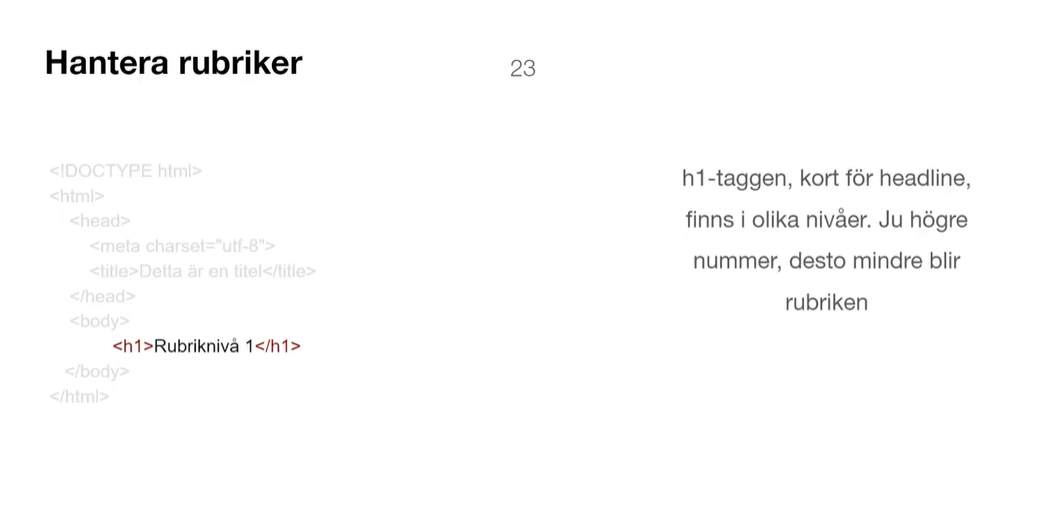 Hantera rubriker
23
<!DOCTYPE html>
<html>
<head>
<meta charset="utf-8">
<title>Detta är en titel</title>
</head>
<body>
<h1>Rubriknivå 1</h1>
</body>
</html>
h1-taggen, kort för headline,
finns i olika nivåer. Ju högre
nummer, desto mindre blir
rubriken